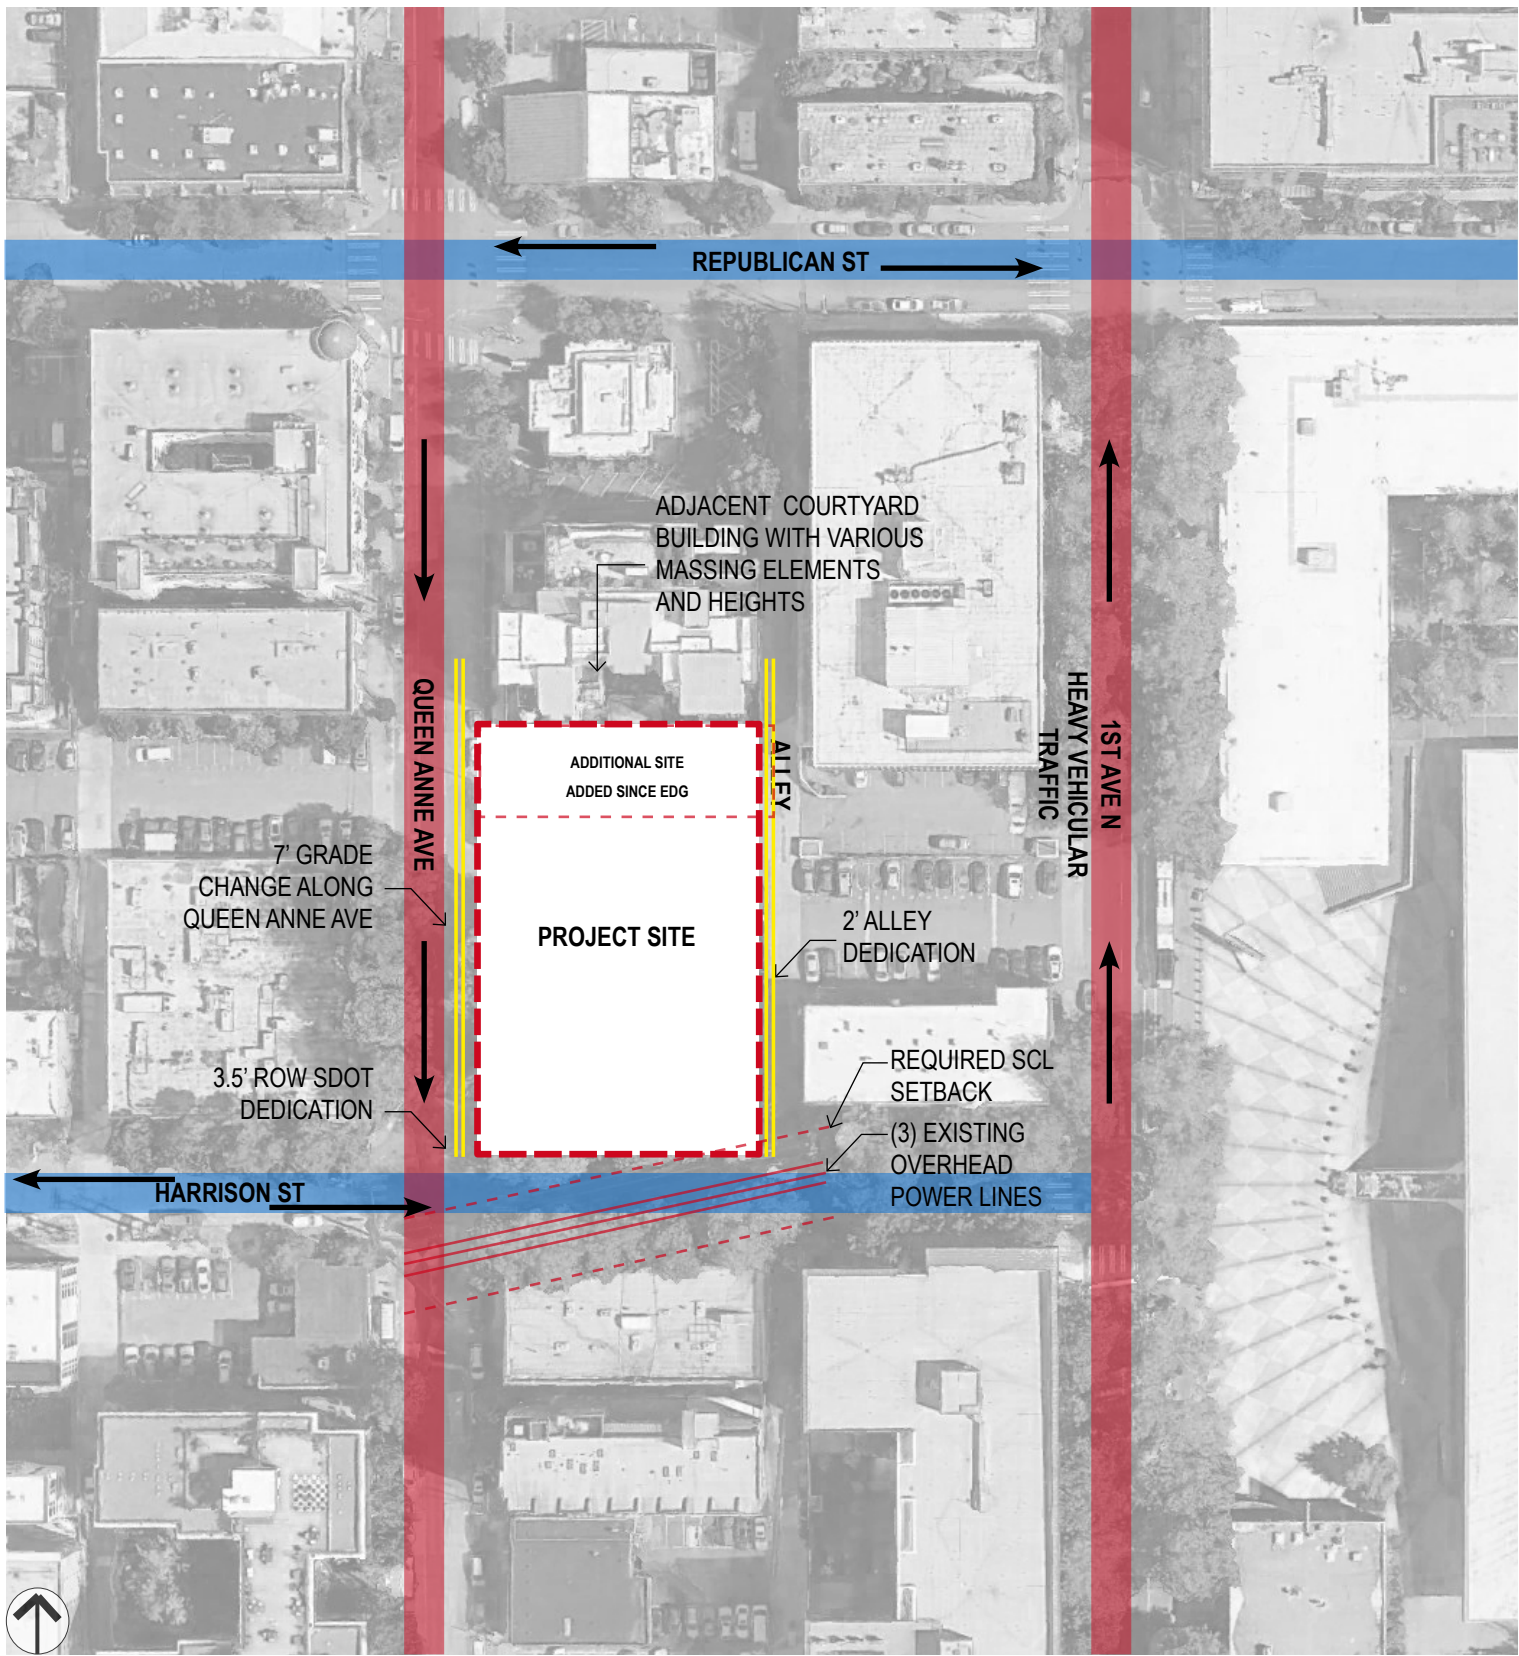 REPUBLICAN ST
ADJACENT COURTYARD
BUILDING WITH VARIOUS
MASSING ELEMENTS
AND HEIGHTS
QUEEN ANNE AVE
ALLEY
1ST AVE N
HEAVY VEHICULAR
TRAFFIC
ADDITIONAL SITE
ADDED SINCE EDG
7' GRADE
CHANGE ALONG
QUEEN ANNE AVE
PROJECT SITE
2' ALLEY
DEDICATION
3.5' ROW SDOT
DEDICATION
REQUIRED SCL
SETBACK
(3) EXISTING
OVERHEAD
POWER LINES
HARRISON ST